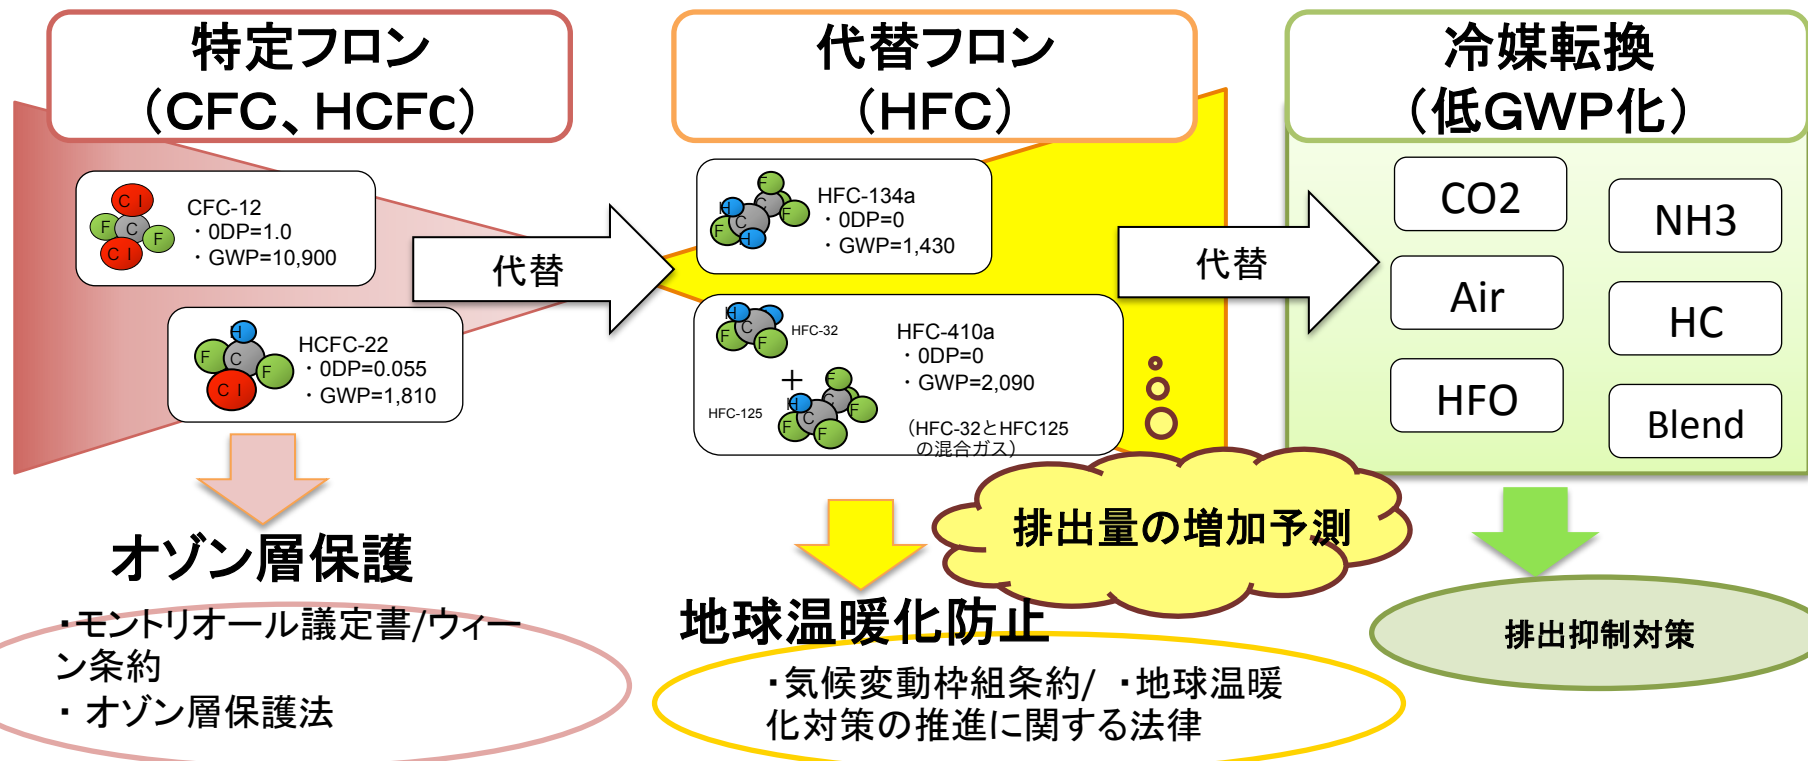 特定フロン
（CFC、HCFC）
CFC-12
・0DP=1.0
・GWP=10,900
Cl
F
C
F
Cl
HCFC-22
・0DP=0.055
・GWP=1,810
H
F
C
F
Cl
代替
オゾン層保護
・モントリオール議定書/ウィー
ン条約
・オゾン層保護法
代替フロン
（HFC）
HFC-134a
・0DP=0
・GWP=1,430
F
H
C
F
F
C
H
HFC-410a
・0DP=0
・GWP=2,090
（HFC-32とHFC125
の混合ガス）
H
C
F
F
HFC-32
+
HFC-125
F
H
C
F
C
F
F
代替
排出量の増加予測
地球温暖化防止
・気候変動枠組条約/ ・地球温暖
化対策の推進に関する法律
冷媒転換
（低GWP化）
CO2
NH3
Air
HC
HFO
Blend
排出抑制対策